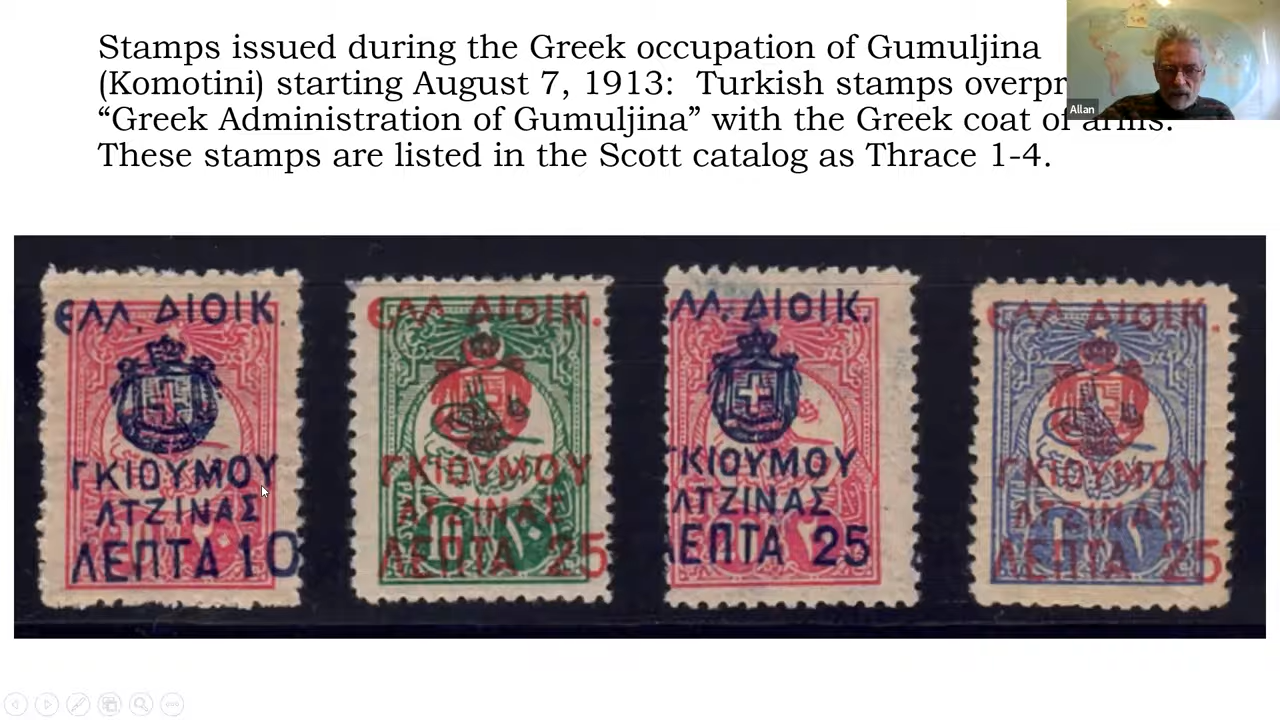 Stamps issued during the Greek occupation of Gumuljina
(Komotini) starting August 7, 1913: Turkish stamps
“Greek Administration of Gumuljina” with the Greek coat of arms.
These stamps are listed in the Scott catalog as Thrace 1-4.
Allan
ΕΛΛ. ΔΙΟΙΚ.
ΓΚΙΟΥΜΟΥ
ΛΤΖΙΝΑΣ
ΛΕΠΤΑ 10
ΕΛΛ. ΔΙΟΙΚ.
ΓΚΙΟΥΜΟΥ
ΛΤΖΙΝΑΣ
ΛΕΠΤΑ 25
ΛΛ. ΔΙΟΙΚ.
ΓΚΙΟΥΜΟΥ
ΛΤΖΙΝΑΣ
ΛΕΠΤΑ 25
ΕΛΛ ΔΙΟΙΚ.
ΓΚΙΟΥΜΟΥ
ΛΤΖΙΝΑΣ
ΛΕΠΤΑ 25